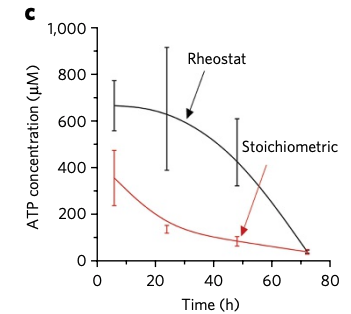 c
1,000
800
600
400
200
0
ATP concentration (µM)
Rheostat
Stoichiometric
0 20 40 60 80
Time (h)